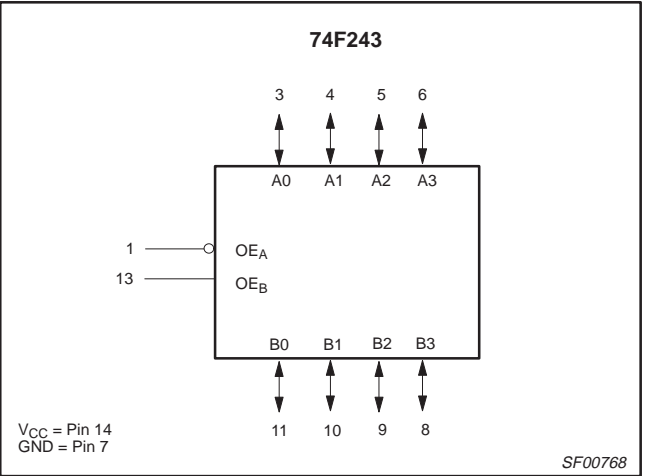 74F243
3 4 5 6
A0 A1 A2 A3
1 OEA
13 OEB
B0 B1 B2 B3
11 10 9 8
VCC = Pin 14
GND = Pin 7
SF00768